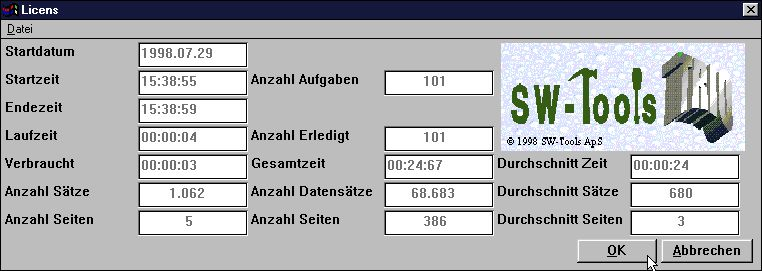 Licens
Datei
Startdatum 1998.07.29
Startzeit 15:38:55 Anzahl Aufgaben 101
Endezeit 15:38:59
SW-Tools TRIO
© 1998 SW-Tools ApS
Laufzeit 00:00:04 Anzahl Erledigt 101
Verbraucht 00:00:03 Gesamtzeit 00:24:67 Durchschnitt Zeit 00:00:24
Anzahl Sätze 1.062 Anzahl Datensätze 68.683 Durchschnitt Sätze 680
Anzahl Seiten 5 Anzahl Seiten 386 Durchschnitt Seiten 3
OK Abbrechen